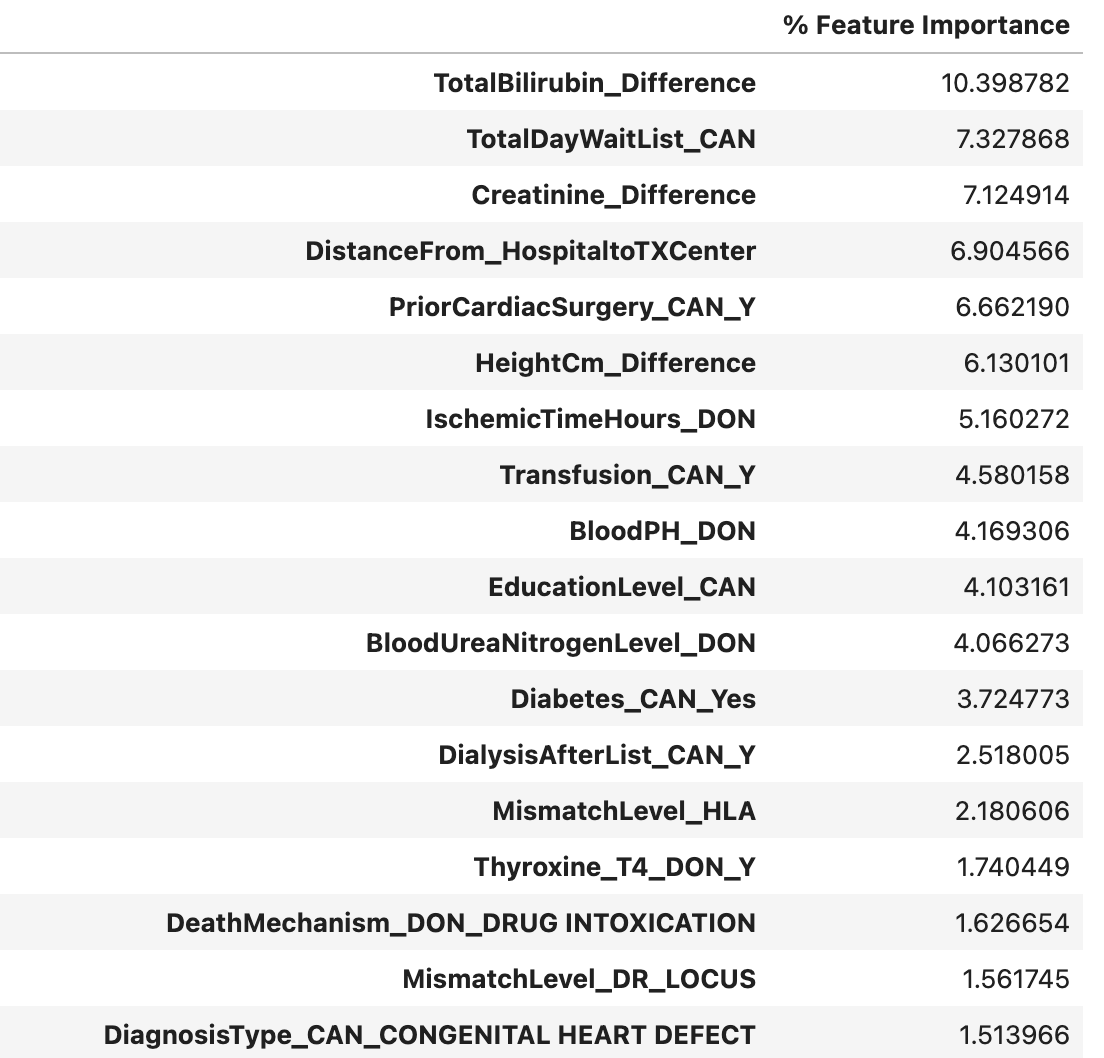 % Feature Importance
TotalBilirubin_Difference 10.398782
TotalDayWaitList_CAN 7.327868
Creatinine_Difference 7.124914
DistanceFrom_HospitaltoTXCenter 6.904566
PriorCardiacSurgery_CAN_Y 6.662190
HeightCm_Difference 6.130101
IschemicTimeHours_DON 5.160272
Transfusion_CAN_Y 4.580158
BloodPH_DON 4.169306
EducationLevel_CAN 4.103161
BloodUreaNitrogenLevel_DON 4.066273
Diabetes_CAN_Yes 3.724773
DialysisAfterList_CAN_Y 2.518005
MismatchLevel_HLA 2.180606
Thyroxine_T4_DON_Y 1.740449
DeathMechanism_DON_DRUG INTOXICATION 1.626654
MismatchLevel_DR_LOCUS 1.561745
DiagnosisType_CAN_CONGENITAL HEART DEFECT 1.513966